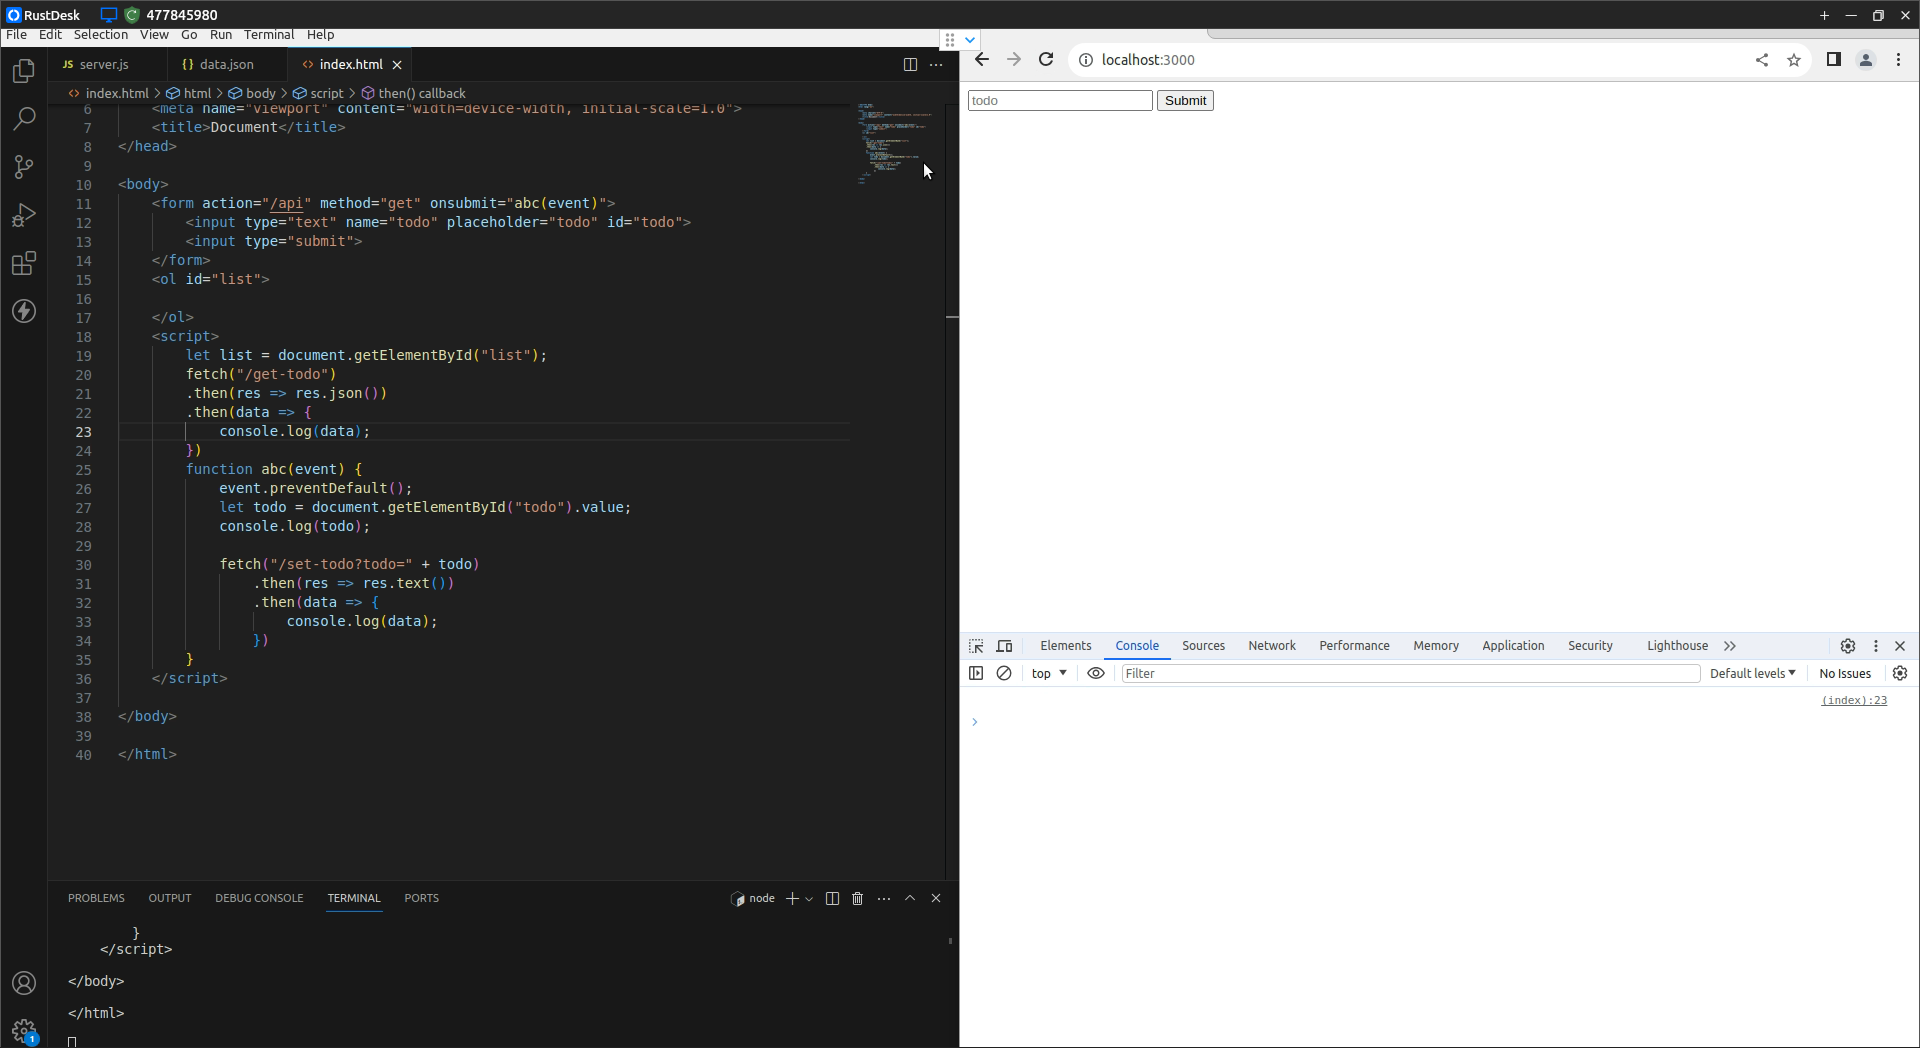 RustDesk 477845980
File Edit Selection View Go Run Terminal Help
JS server.js {} data.json <> index.html
<> index.html > html > body > script > then() callback
6 <meta name="viewport" content="width=device-width, initial-scale=1.0">
7 <title>Document</title>
8 </head>
9
10 <body>
11 <form action="/api" method="get" onsubmit="abc(event)">
12 <input type="text" name="todo" placeholder="todo" id="todo">
13 <input type="submit">
14 </form>
15 <ol id="list">
16
17 </ol>
18 <script>
19 let list = document.getElementById("list");
20 fetch("/get-todo")
21 .then(res => res.json())
22 .then(data => {
23 console.log(data);
24 })
25 function abc(event) {
26 event.preventDefault();
27 let todo = document.getElementById("todo").value;
28 console.log(todo);
29
30 fetch("/set-todo?todo=" + todo)
31 .then(res => res.text())
32 .then(data => {
33 console.log(data);
34 })
35 }
36 </script>
37
38 </body>
39
40 </html>
PROBLEMS OUTPUT DEBUG CONSOLE TERMINAL PORTS
node
}
</script>
</body>
</html>
1
localhost:3000
todo Submit
Elements Console Sources Network Performance Memory Application Security Lighthouse
top Filter Default levels No Issues
(index):23